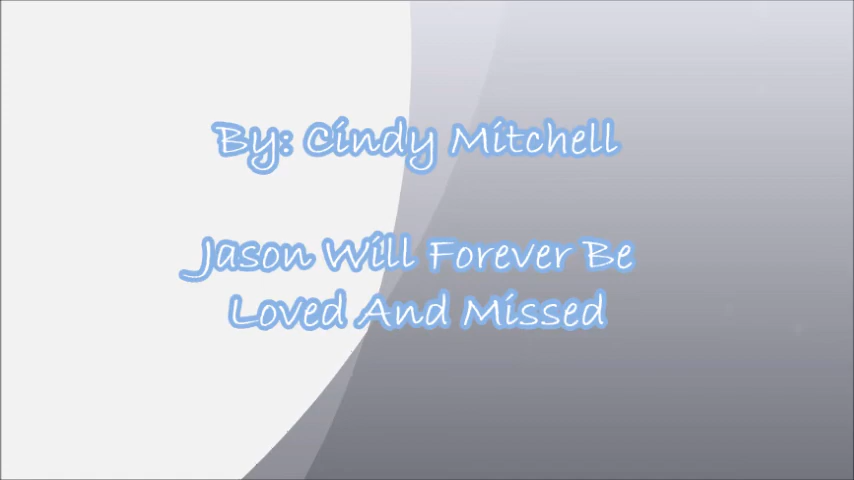 By: Cindy Mitchell
Jason Will Forever Be
Loved And Missed